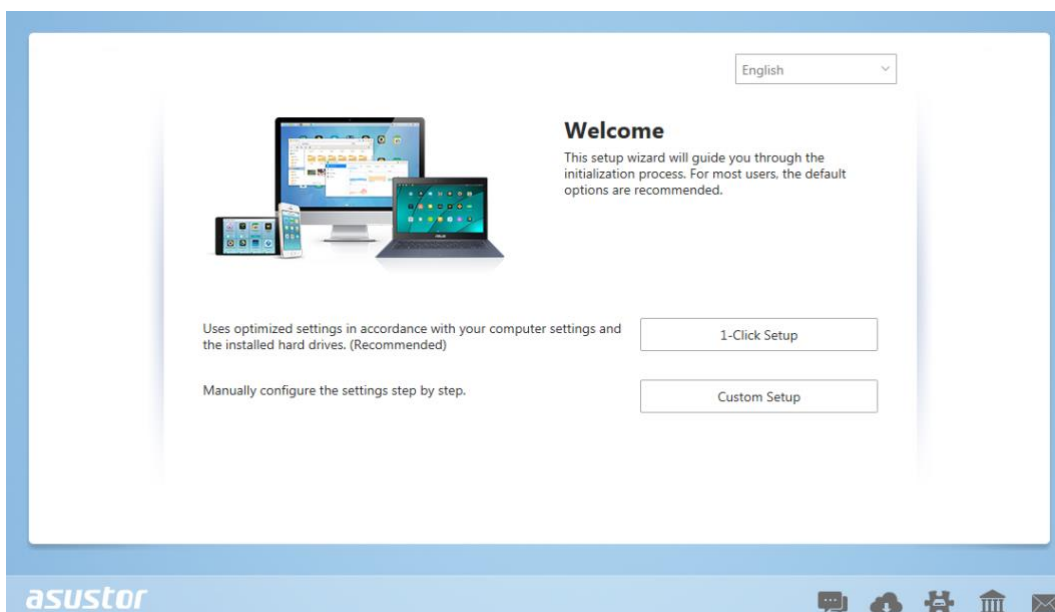 English
Welcome
This setup wizard will guide you through the
initialization process. For most users, the default
options are recommended.
Uses optimized settings in accordance with your computer settings and
the installed hard drives. (Recommended)
1-Click Setup
Manually configure the settings step by step.
Custom Setup
asustor